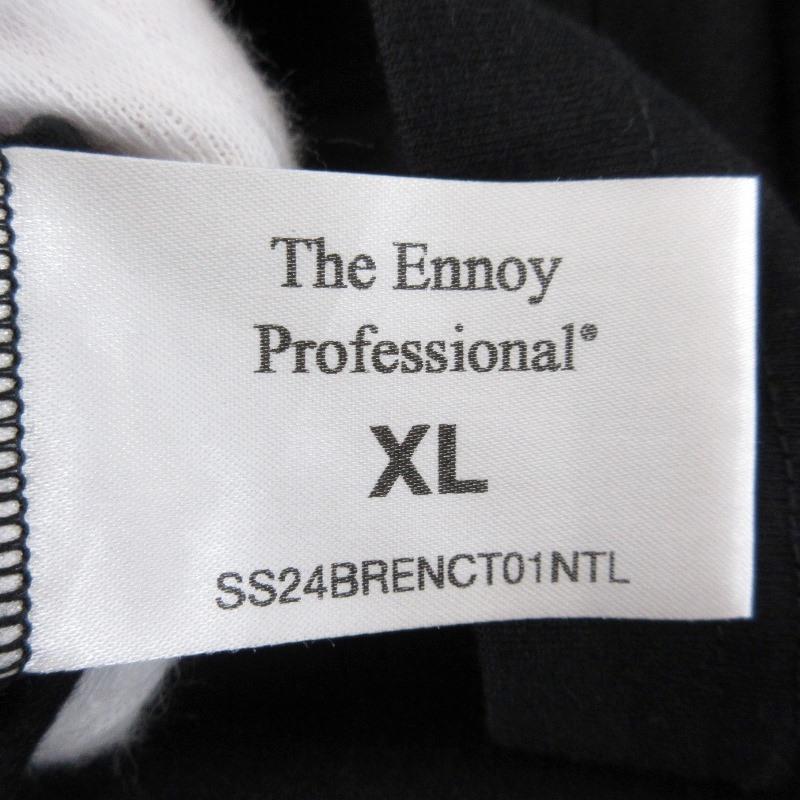 The Ennoy
Professional®
XL
SS24BRENCT01NTL